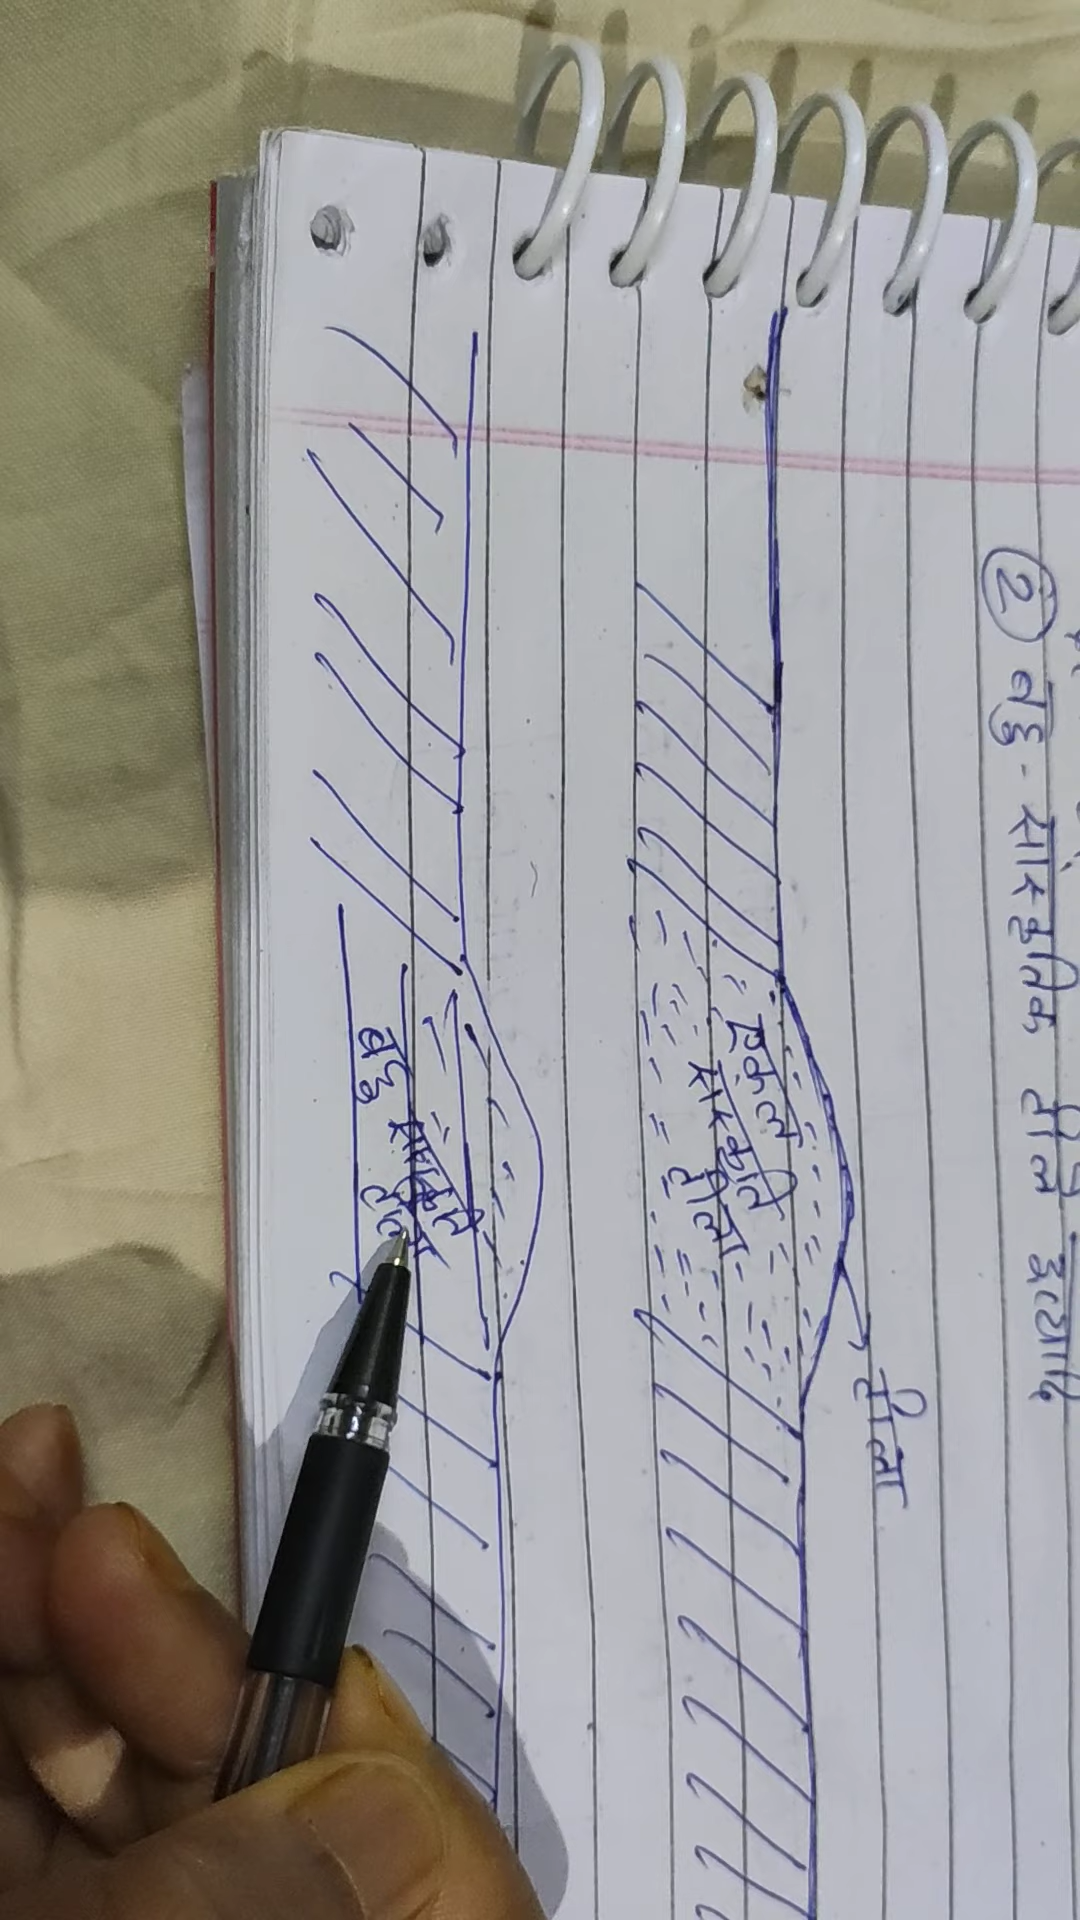 ② बहु - सांस्कृतिक टीले इत्यादि
टीला
एकल
सांस्कृतिक
टीला
बहु सांस्कृतिक
टीला